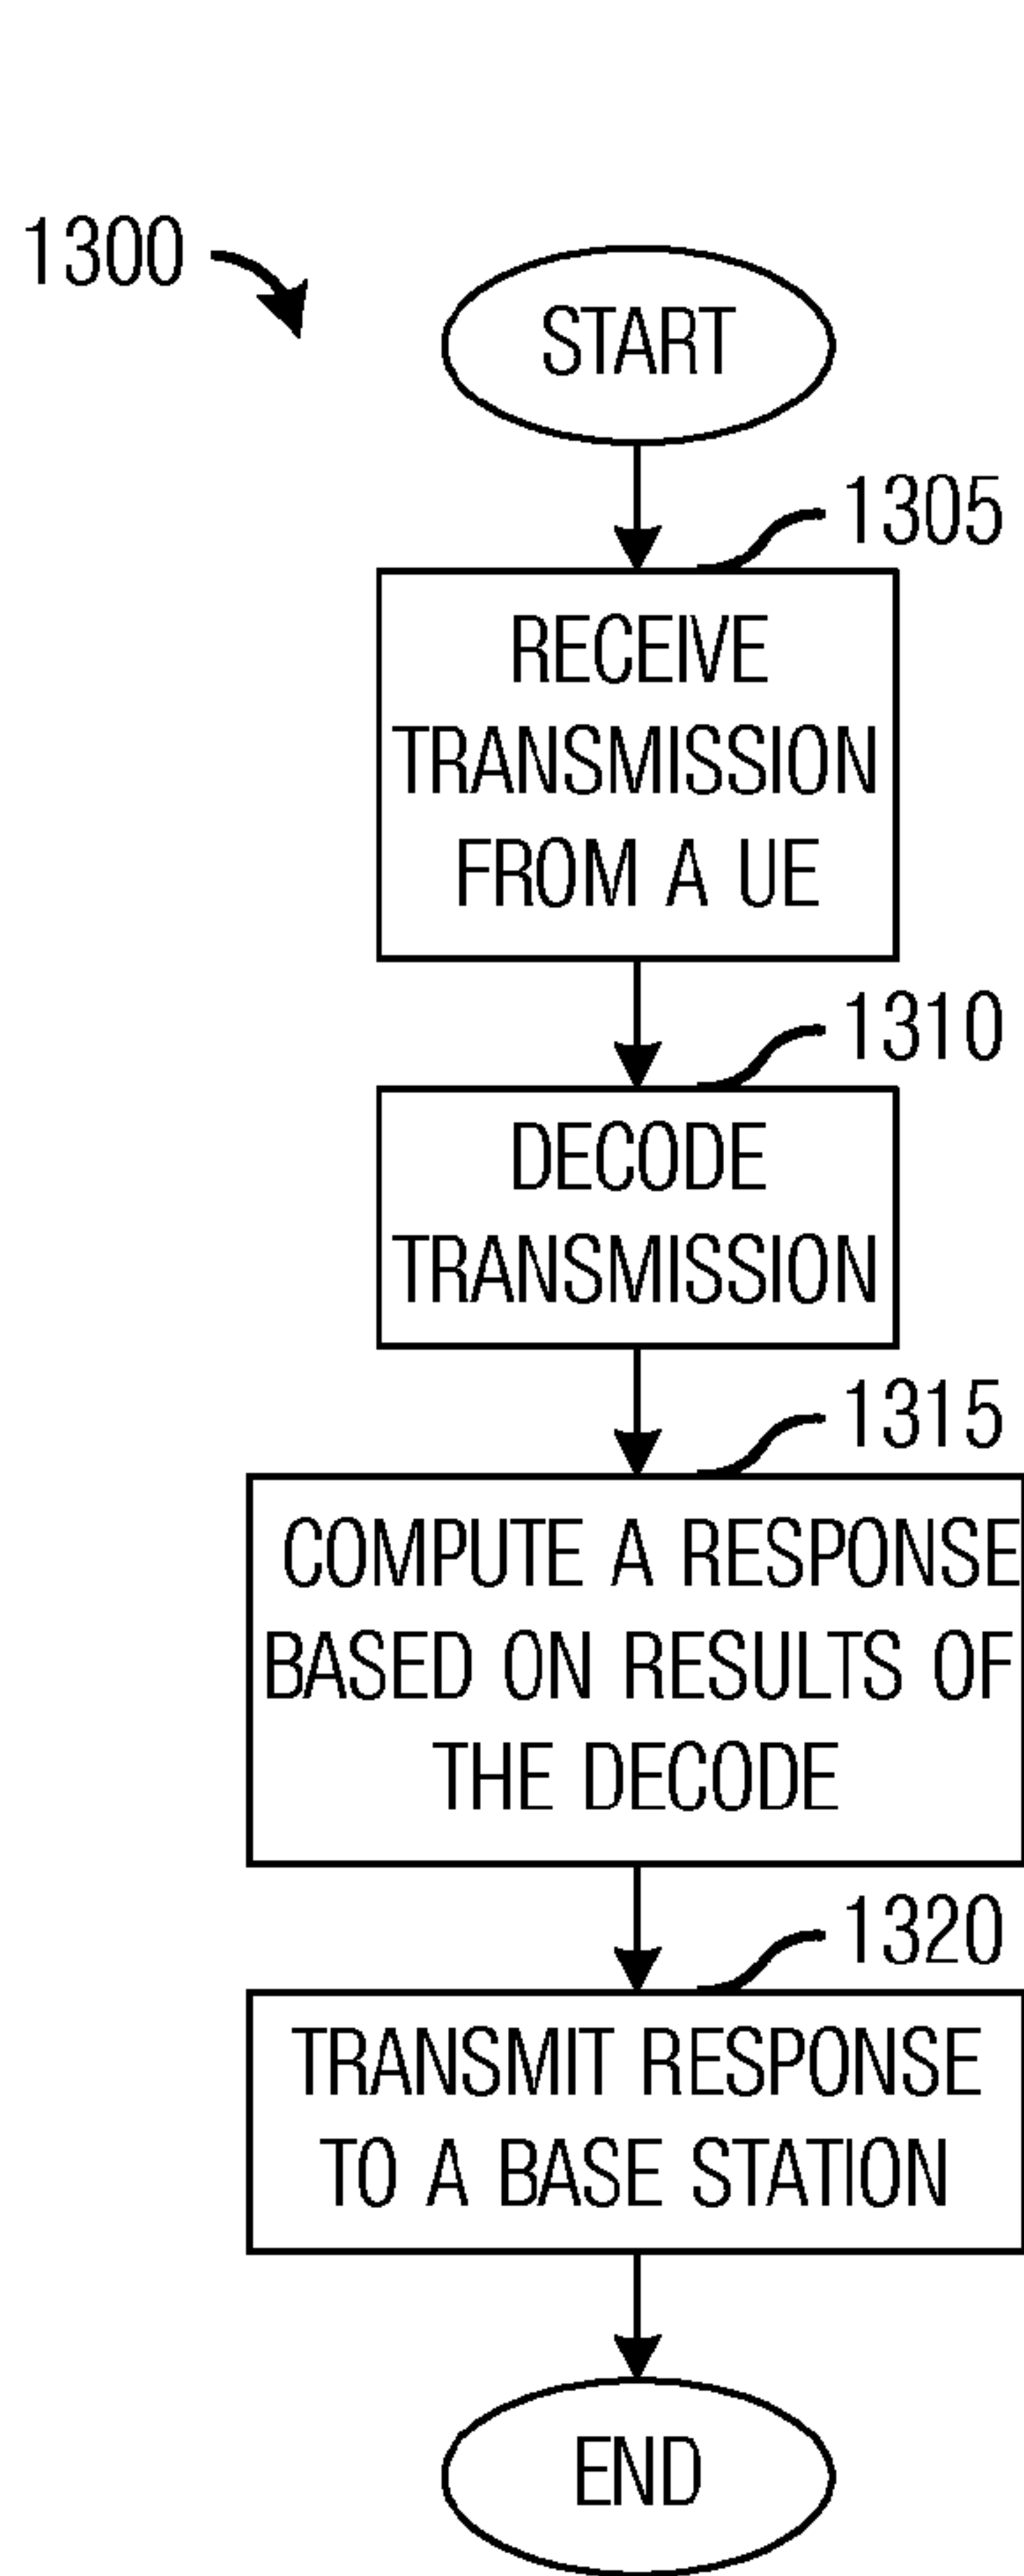 1300
START
1305
RECEIVE
TRANSMISSION
FROM A UE
1310
DECODE
TRANSMISSION
1315
COMPUTE A RESPONSE
BASED ON RESULTS OF
THE DECODE
1320
TRANSMIT RESPONSE
TO A BASE STATION
END